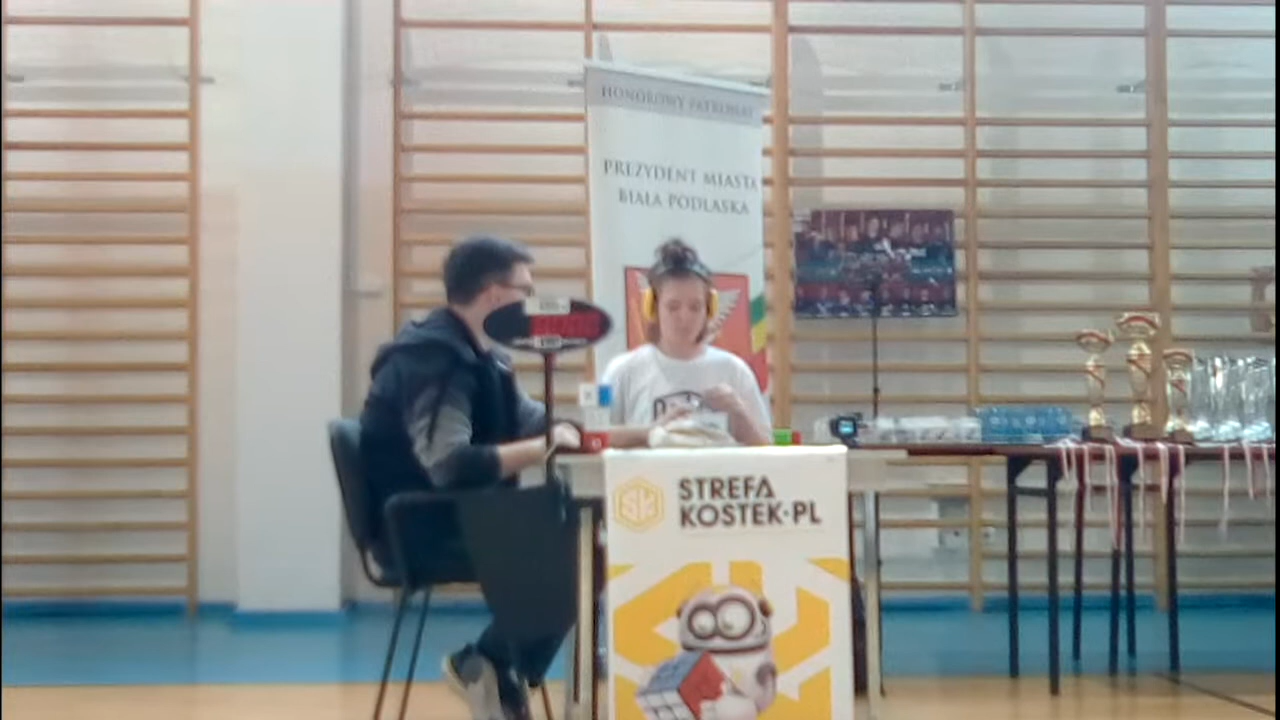 HONOROWY PATRONAT
PREZYDENT MIASTA
BIAŁA PODLASKA
STREFA
KOSTEK.PL